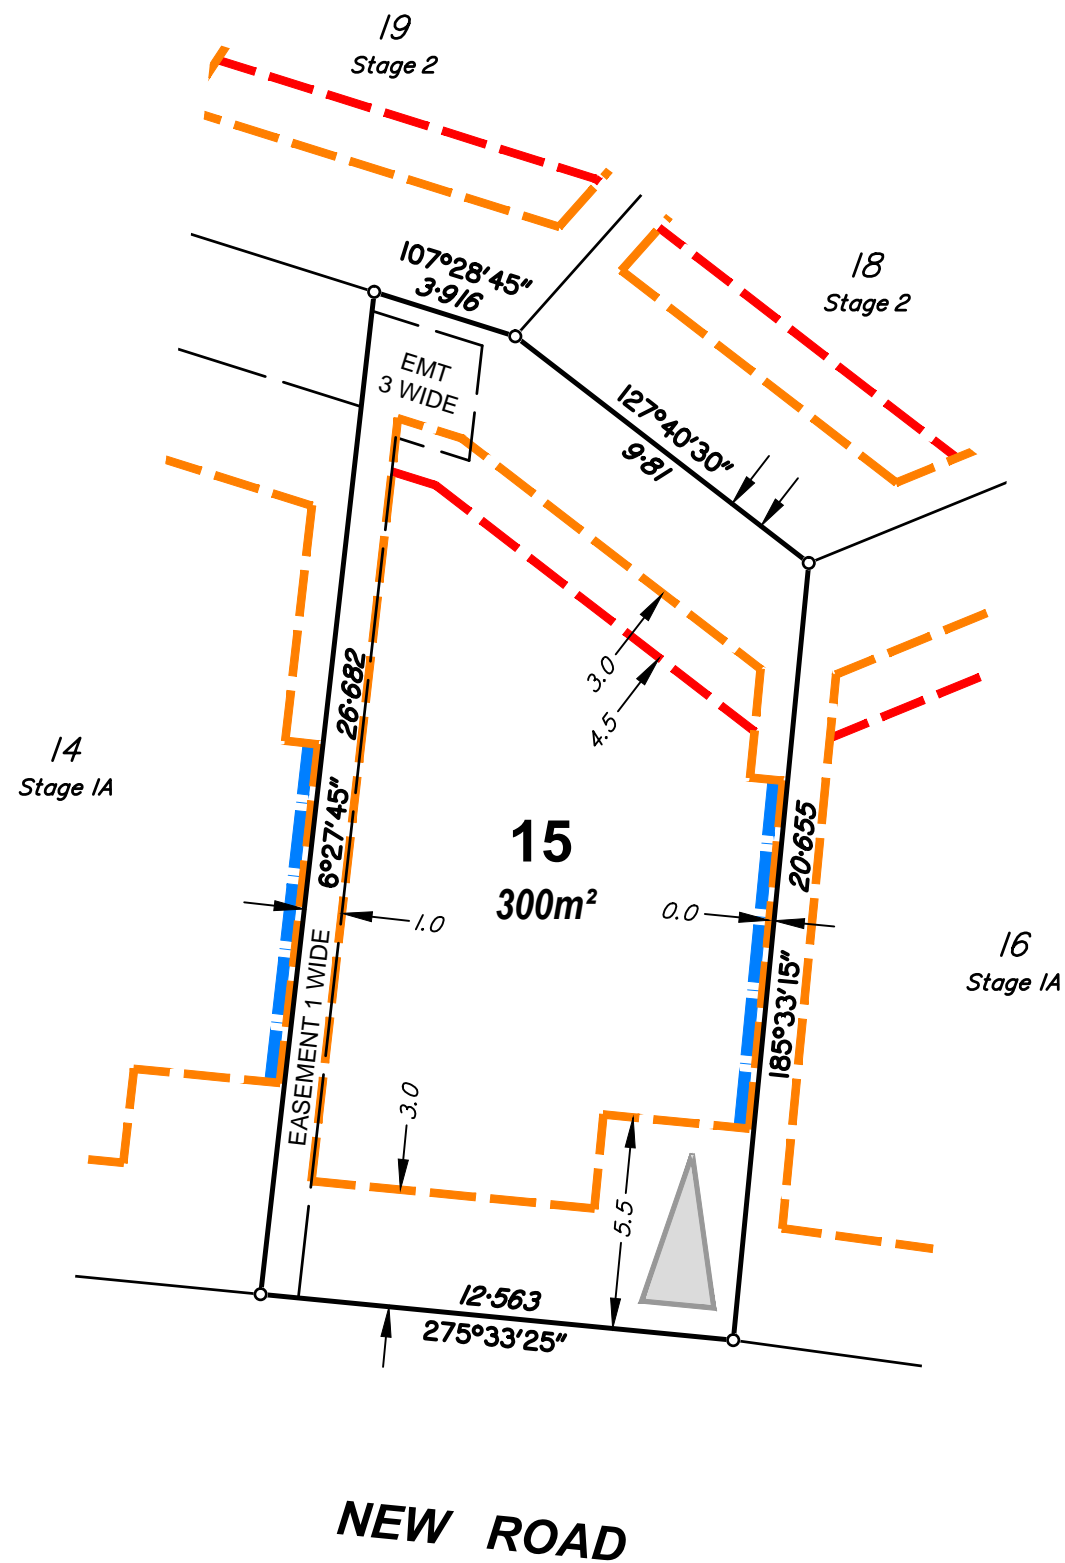 19
Stage 2
107°28'45"
3·916
18
Stage 2
EMT
3 WIDE
127°40'30"
9·81
3.0
4.5
26·682
6°27'45"
14
Stage 1A
15
300m²
20·655
185°33'15"
0.0
1.0
16
Stage 1A
EASEMENT 1 WIDE
3.0
5.5
12·563
275°33'25"
NEW ROAD